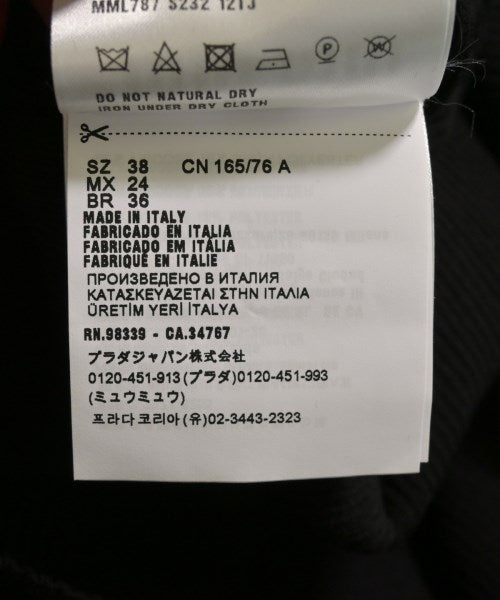 MML787 S232 1213
DO NOT NATURAL DRY
IRON UNDER DRY CLOTH
SZ 38 CN 165/76 A
MX 24
BR 36
MADE IN ITALY
FABRICADO EN ITALIA
FABRICADO EM ITÁLIA
FABRIQUÉ EN ITALIE
ПРОИЗВЕДЕНО В ИТАЛИЯ
ΚΑΤΑΣΚΕΥΑΖΕΤΑΙ ΣΤΗΝ ΙΤΑΛΙΑ
ÜRETİM YERİ İTALYA
RN.98339 - CA.34767
プラダジャパン株式会社
0120-451-913(プラダ)0120-451-993
(ミュウミュウ)
프라다코리아(유)02-3443-2323